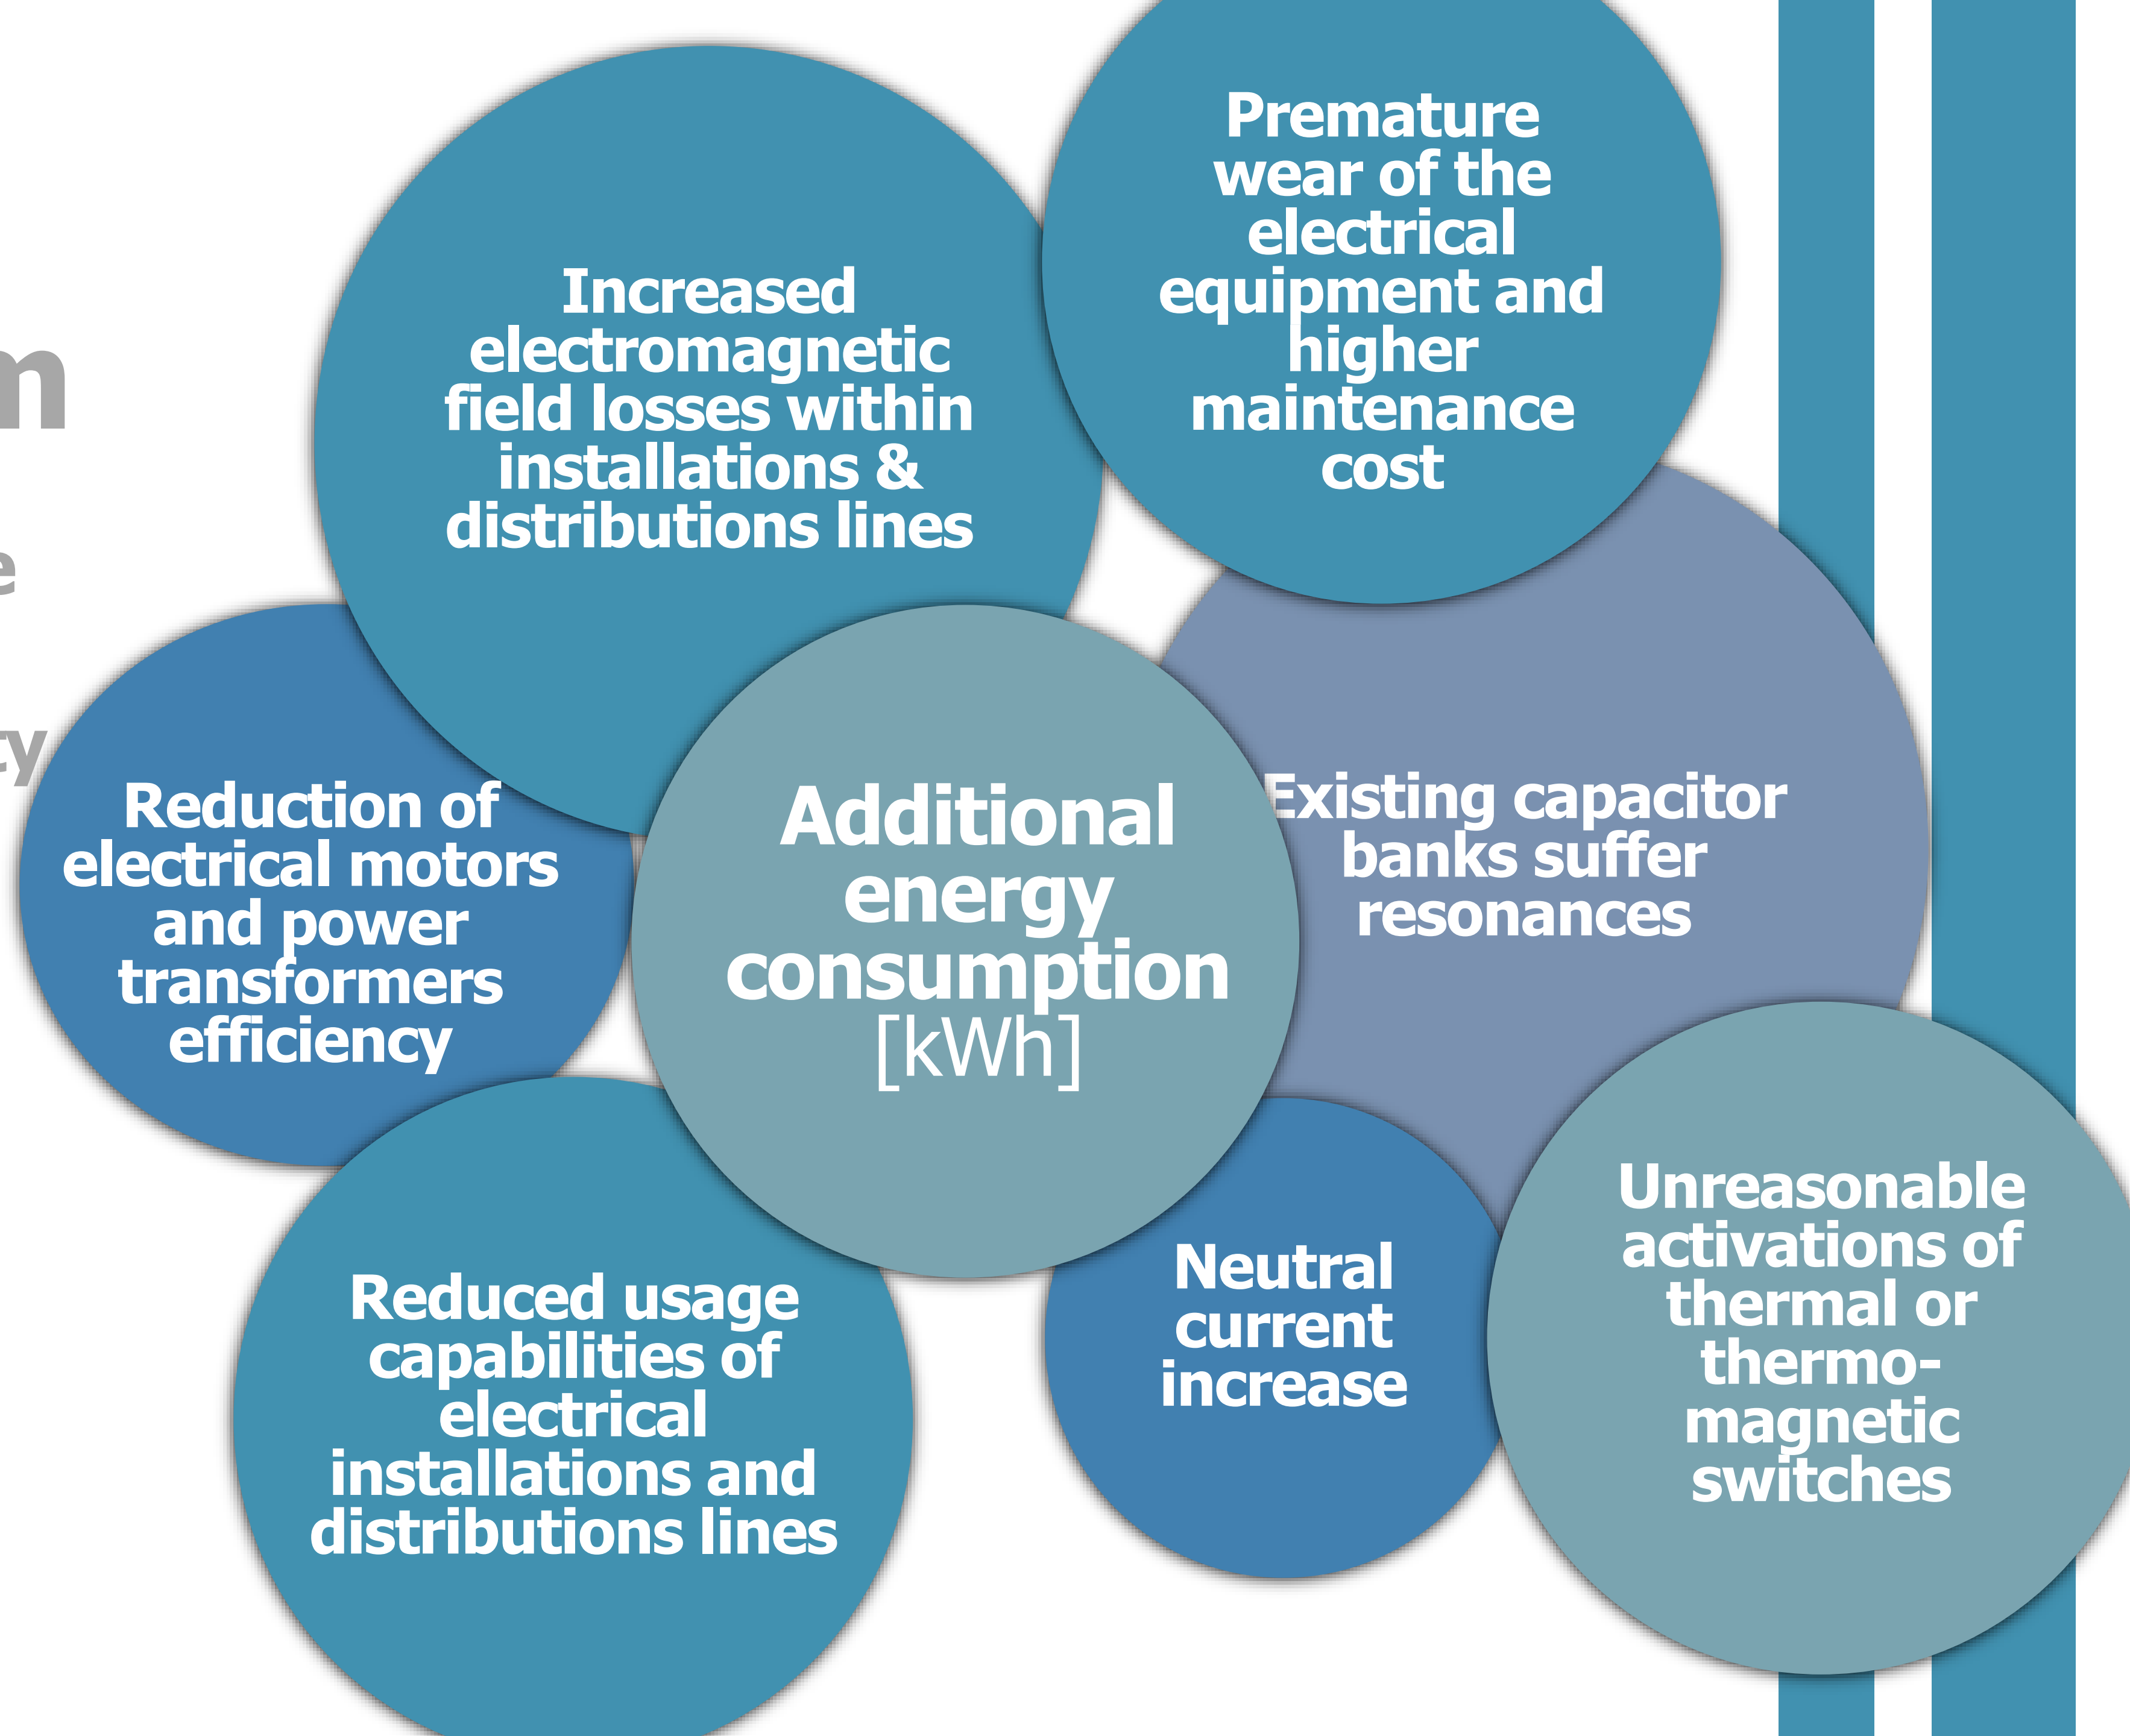 Premature
wear of the
electrical
equipment and
higher
maintenance
cost
Increased
electromagnetic
field losses within
installations &
distributions lines
Reduction of
electrical motors
and power
transformers
efficiency
Additional
energy
consumption
[kWh]
Existing capacitor
banks suffer
resonances
Reduced usage
capabilities of
electrical
installations and
distributions lines
Neutral
current
increase
Unreasonable
activations of
thermal or
thermo-
magnetic
switches